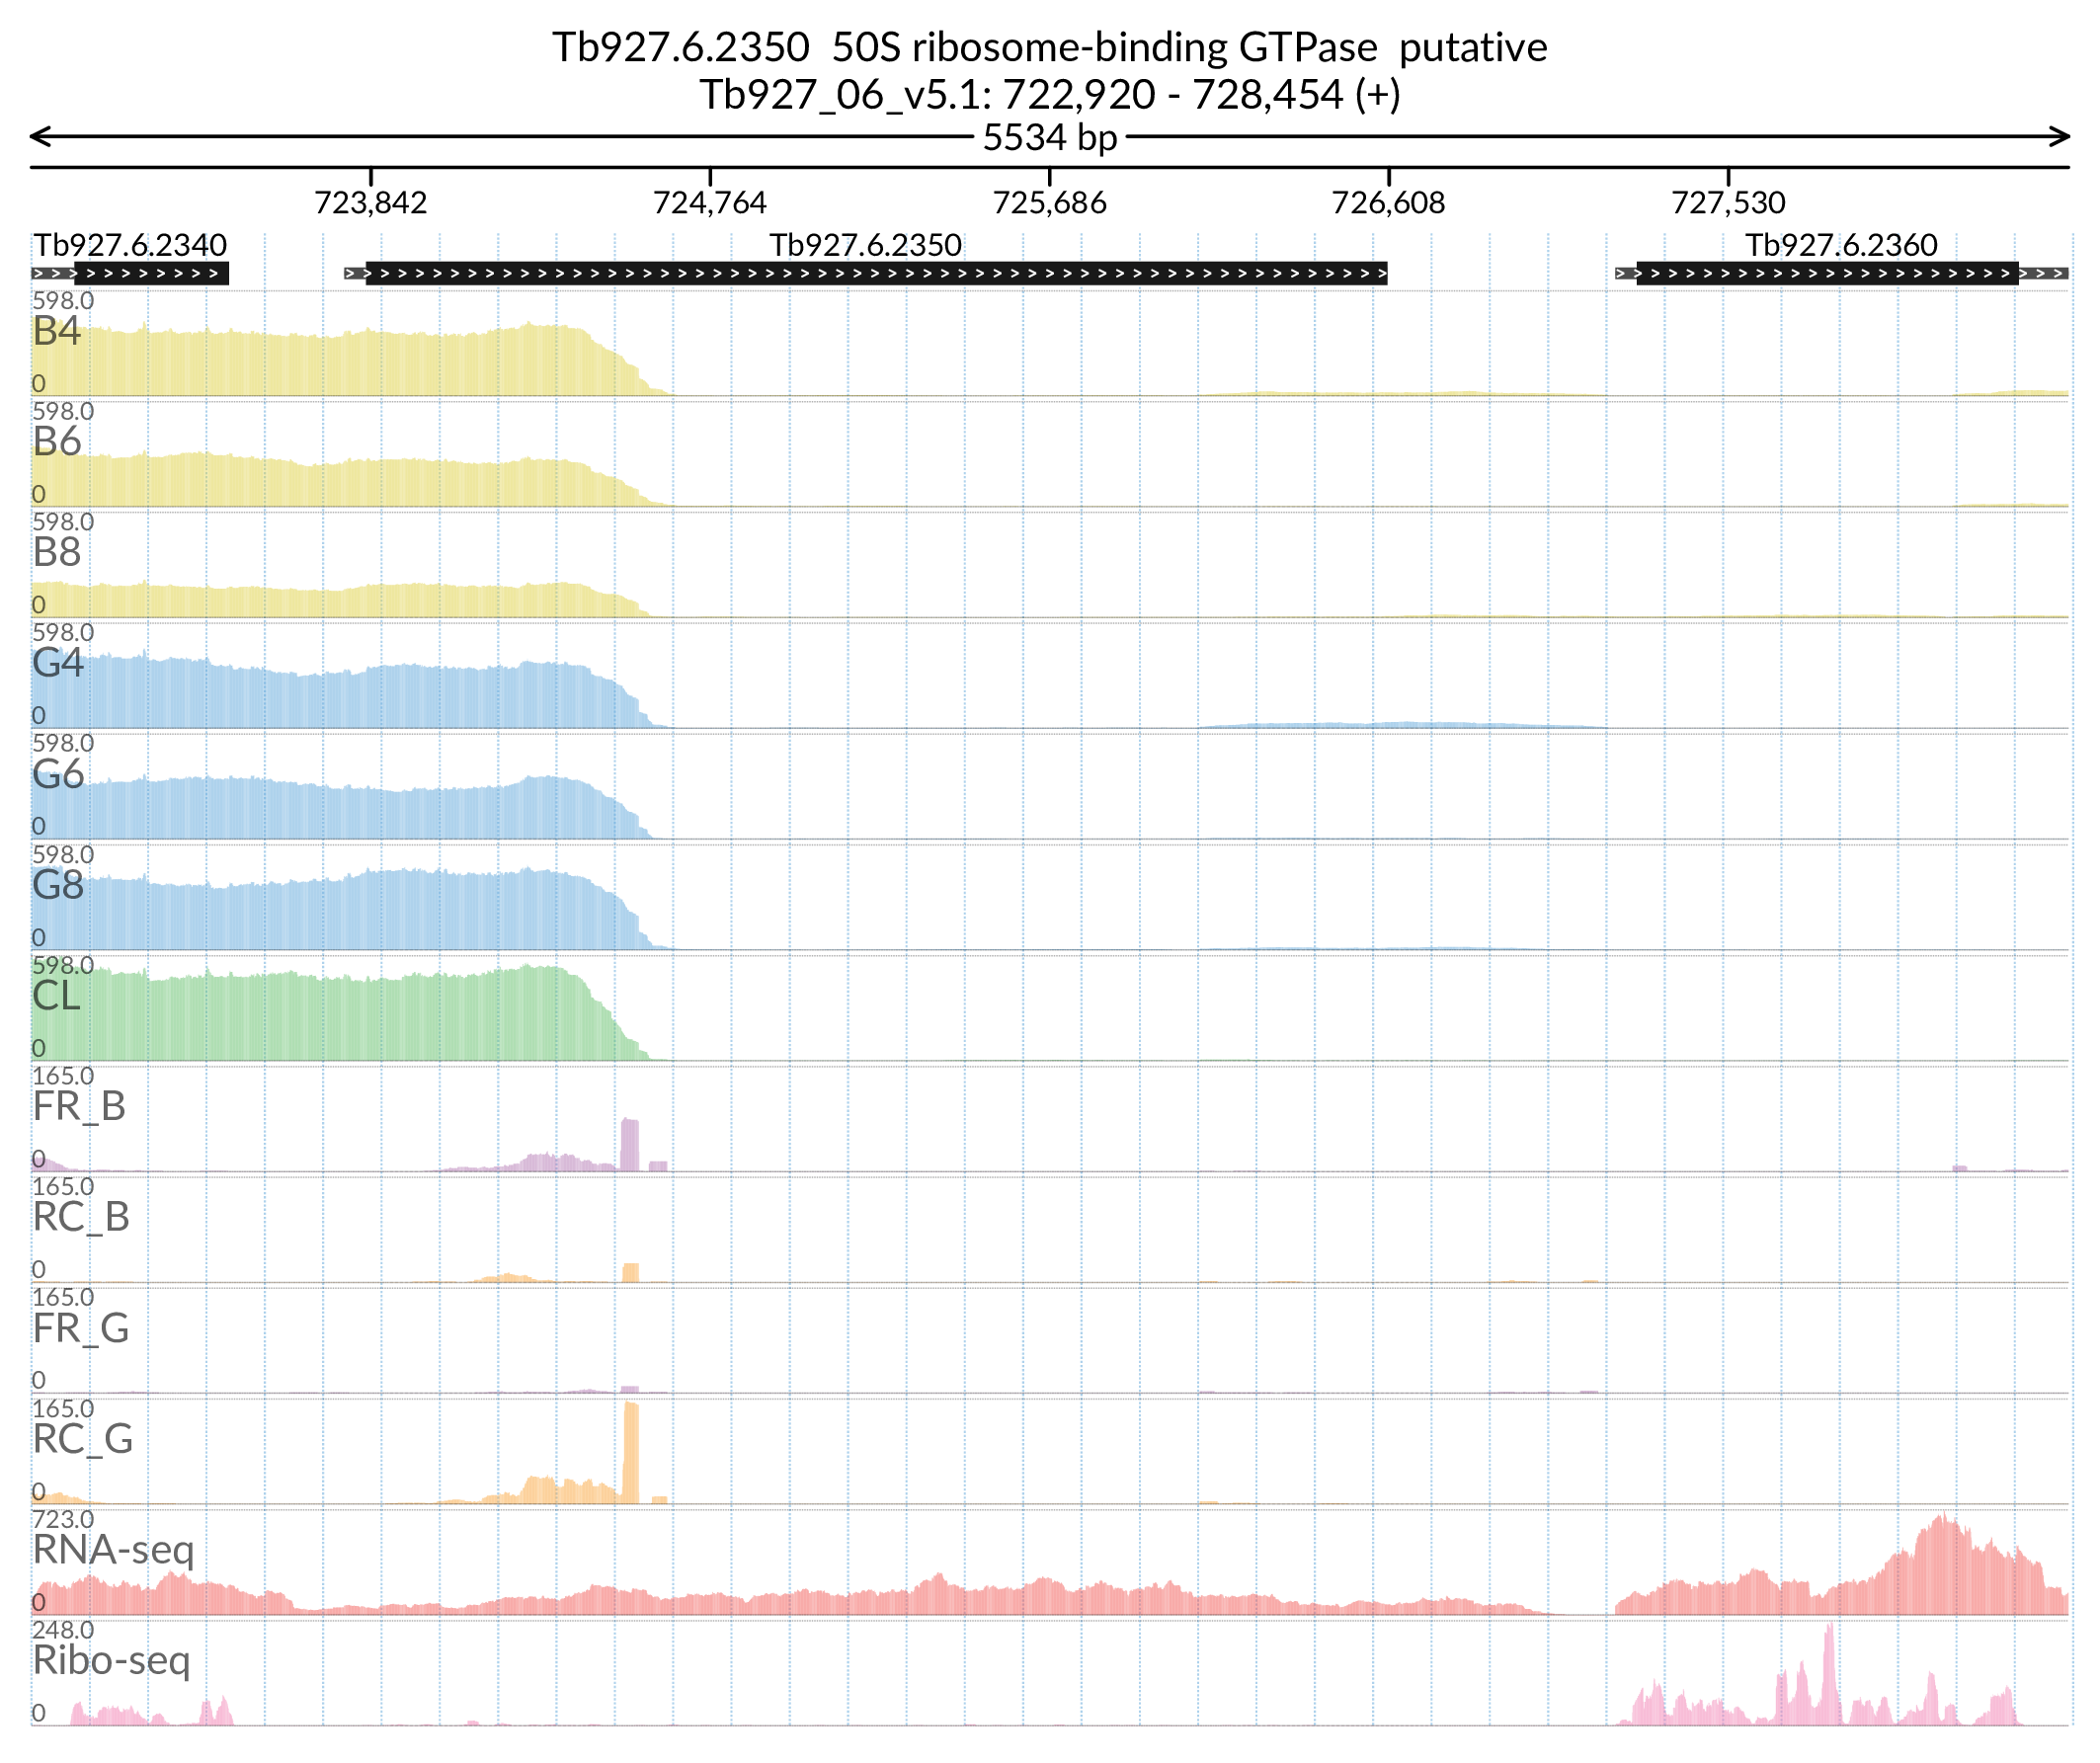 Tb927.6.2350  50S ribosome-binding GTPase  putative
Tb927_06_v5.1: 722,920 - 728,454 (+)
5534 bp
723,842 724,764 725,686 726,608 727,530
Tb927.6.2340 Tb927.6.2350 Tb927.6.2360
598.0
B4
0
598.0
B6
0
598.0
B8
0
598.0
G4
0
598.0
G6
0
598.0
G8
0
598.0
CL
0
165.0
FR_B
0
165.0
RC_B
0
165.0
FR_G
0
165.0
RC_G
0
723.0
RNA-seq
0
248.0
Ribo-seq
0